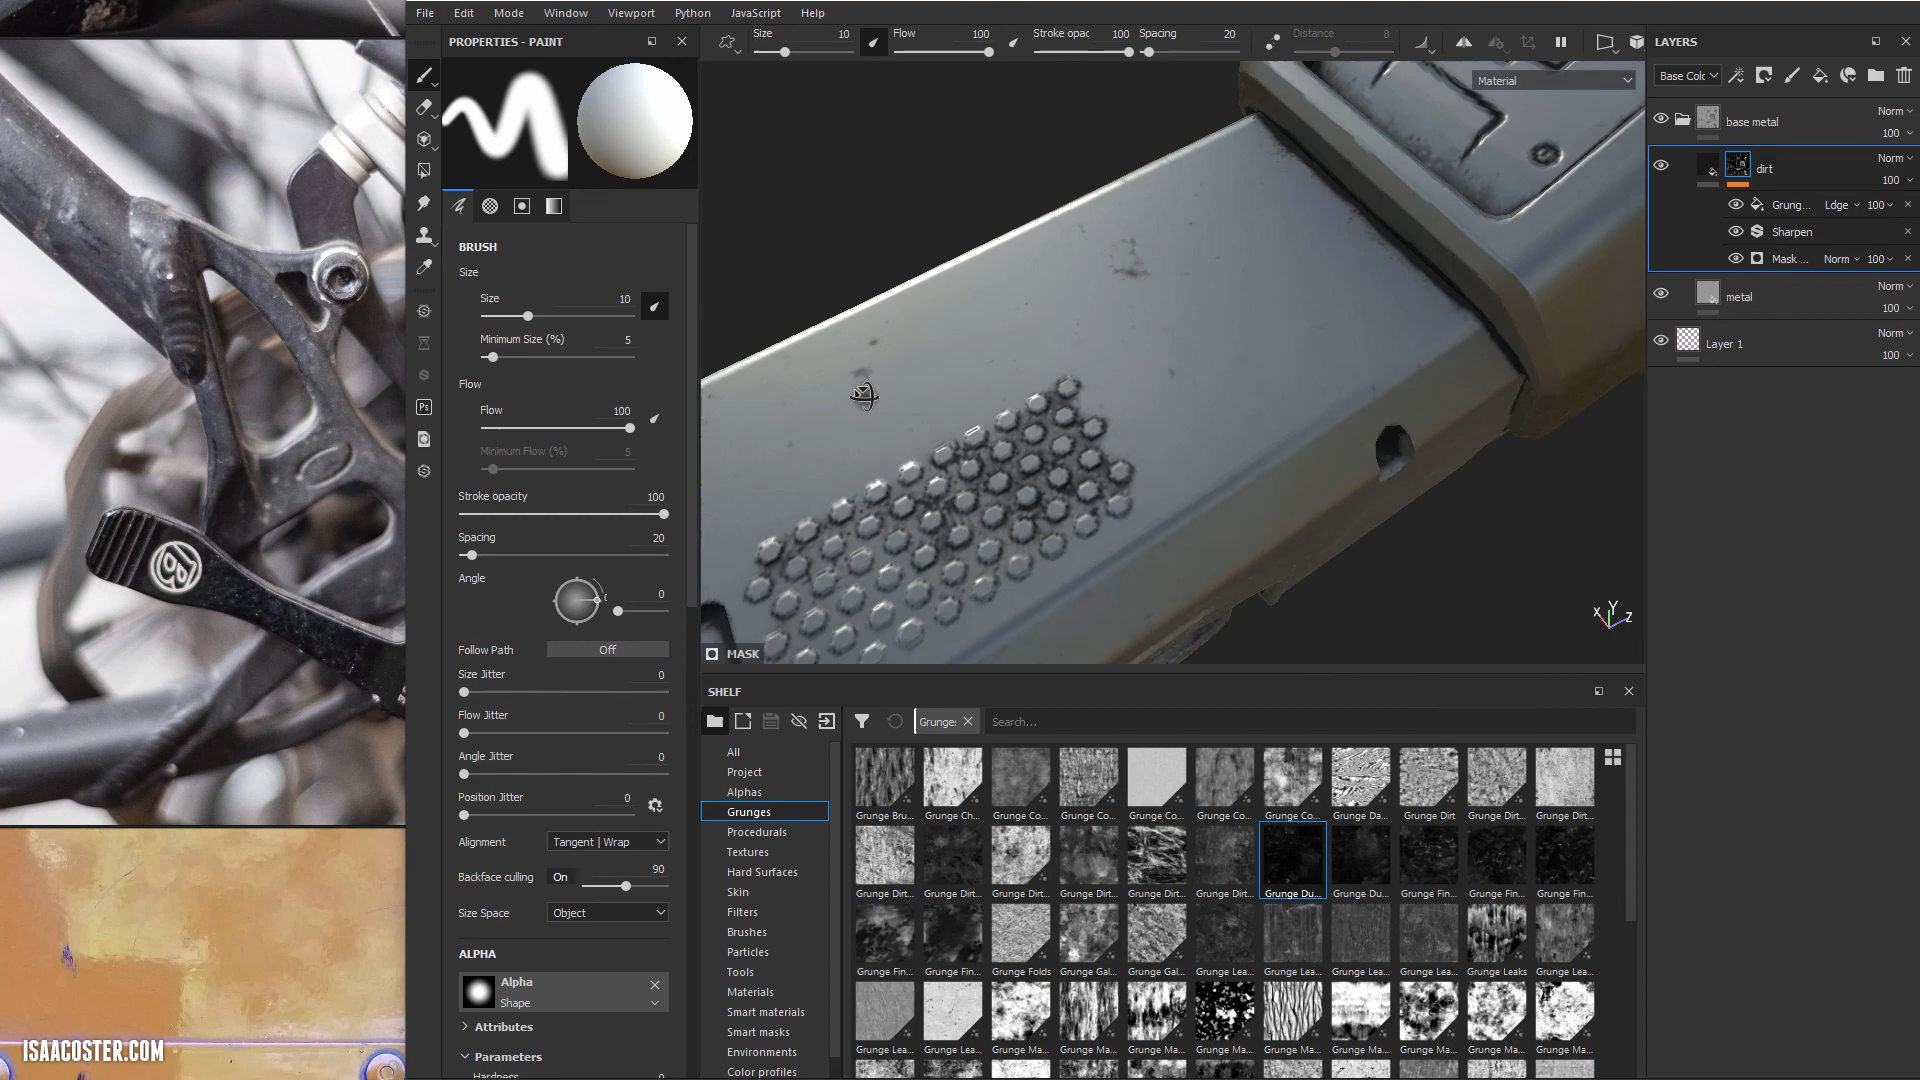 File Edit Mode Window Viewport Python JavaScript Help
PROPERTIES - PAINT
Size 10 Flow 100 Stroke opac 100 Spacing 20 Distance 8
Material
LAYERS
Base Colc
Norm
base metal 100
Norm
dirt 100
Grung... Ldge 100
Sharpen
Mask ... Norm 100
Norm
metal 100
Norm
Layer 1 100
BRUSH
Size
Size 10
Minimum Size (%) 5
Flow
Flow 100
Minimum Flow (%) 5
Stroke opacity 100
Spacing 20
Angle
0
Follow Path Off
Size Jitter 0
Flow Jitter 0
Angle Jitter 0
Position Jitter 0
Alignment Tangent | Wrap
Backface culling On 90
Size Space Object
ALPHA
Alpha
Shape
Attributes
Parameters
Hardness 0
Ps
B
X Y Z
MASK
SHELF
Grunges Search...
All
Project
Alphas
Grunges
Procedurals
Textures
Hard Surfaces
Skin
Filters
Brushes
Particles
Tools
Materials
Smart materials
Smart masks
Environments
Color profiles
Grunge Bru... Grunge Ch... Grunge Co... Grunge Co... Grunge Co... Grunge Co... Grunge Co... Grunge Da... Grunge Dirt Grunge Dirt... Grunge Dirt...
Grunge Dirt... Grunge Dirt... Grunge Dirt... Grunge Dirt... Grunge Dirt... Grunge Dirt... Grunge Du... Grunge Du... Grunge Fin... Grunge Fin... Grunge Fin...
Grunge Fin... Grunge Fin... Grunge Folds Grunge Gal... Grunge Gal... Grunge Lea... Grunge Lea... Grunge Lea... Grunge Lea... Grunge Leaks Grunge Lea...
Grunge Lea... Grunge Lea... Grunge Ma... Grunge Ma... Grunge Ma... Grunge Ma... Grunge Ma... Grunge Ma... Grunge Ma... Grunge Ma... Grunge Ma...
ISAACOSTER.COM